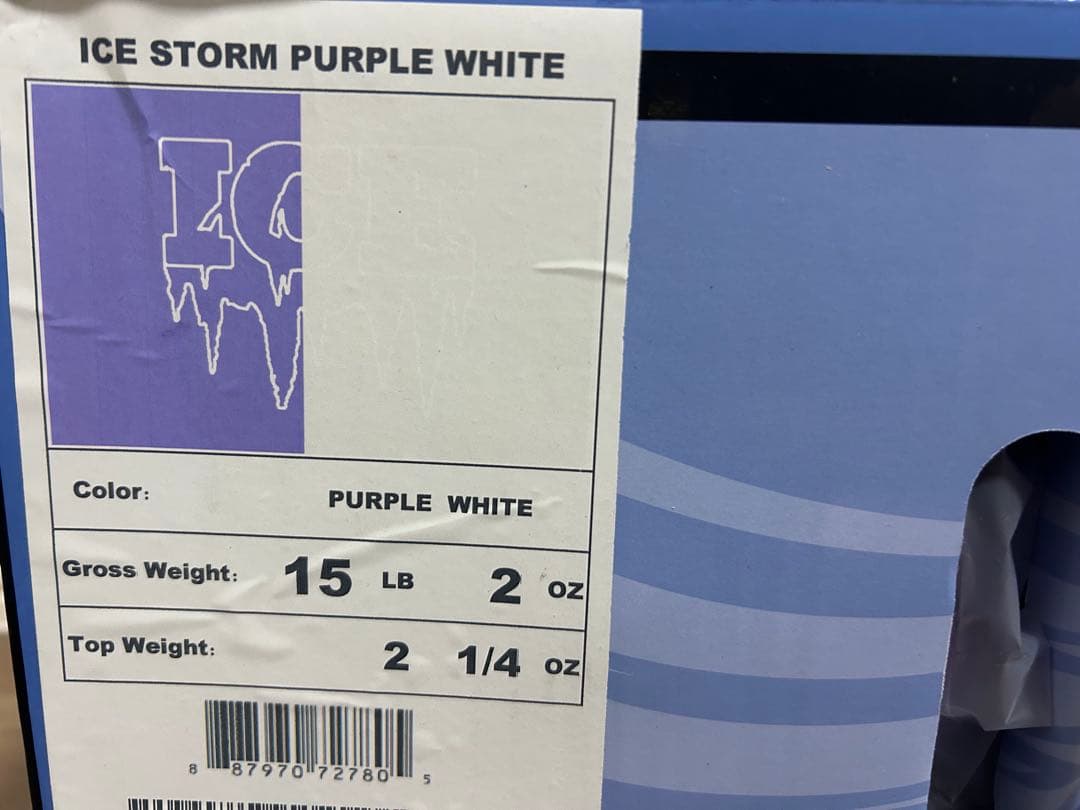 ICE STORM PURPLE WHITE
ICE
Color: PURPLE WHITE
Gross Weight: 15 LB 2 OZ
Top Weight: 2 1/4 OZ
8 87970 72780 5